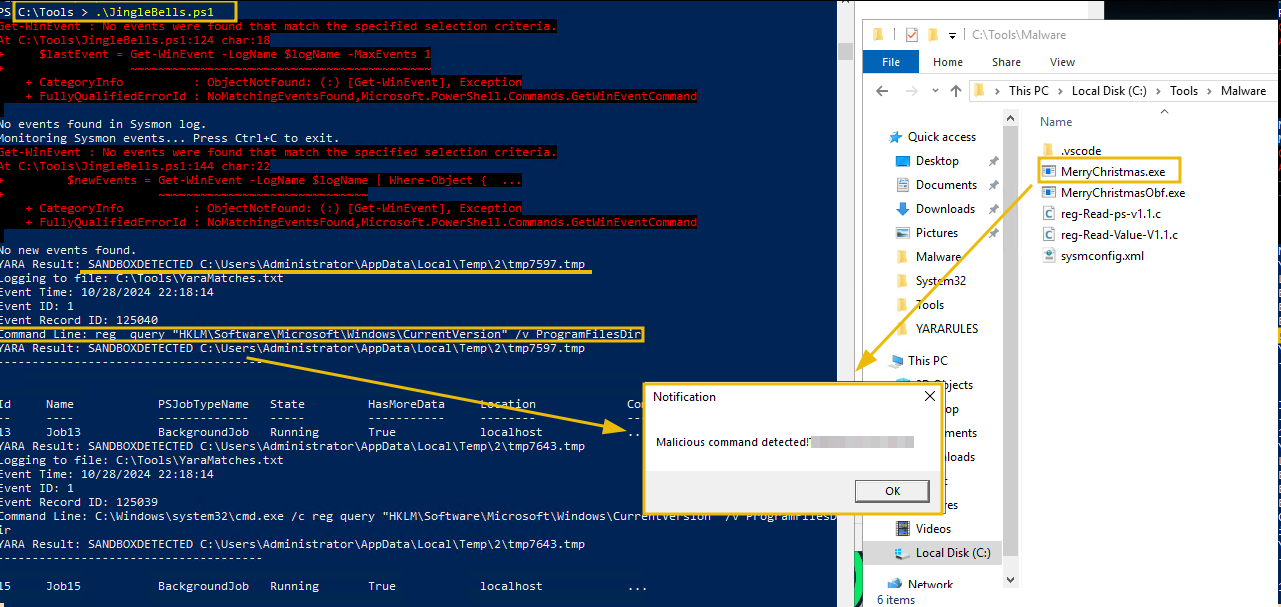 PS C:\Tools > .\JingleBells.ps1
Get-WinEvent : No events were found that match the specified selection criteria.
At C:\Tools\JingleBells.ps1:124 char:18
+     $lastEvent = Get-WinEvent -LogName $logName -MaxEvents 1
+                  ~~~~~~~~~~~~~~~~~~~~~~~~~~~~~~~~~~~~~~~~~~~
    + CategoryInfo          : ObjectNotFound: (:) [Get-WinEvent], Exception
    + FullyQualifiedErrorId : NoMatchingEventsFound,Microsoft.PowerShell.Commands.GetWinEventCommand
No events found in Sysmon log.
Monitoring Sysmon events... Press Ctrl+C to exit.
Get-WinEvent : No events were found that match the specified selection criteria.
At C:\Tools\JingleBells.ps1:144 char:22
+         $newEvents = Get-WinEvent -LogName $logName | Where-Object {  ...
+                      ~~~~~~~~~~~~~~~~~~~~~~~~~~~~~~
    + CategoryInfo          : ObjectNotFound: (:) [Get-WinEvent], Exception
    + FullyQualifiedErrorId : NoMatchingEventsFound,Microsoft.PowerShell.Commands.GetWinEventCommand
No new events found.
YARA Result: SANDBOXDETECTED C:\Users\Administrator\AppData\Local\Temp\2\tmp7597.tmp
Logging to file: C:\Tools\YaraMatches.txt
Event Time: 10/28/2024 22:18:14
Event ID: 1
Event Record ID: 125040
Command Line: reg  query "HKLM\Software\Microsoft\Windows\CurrentVersion" /v ProgramFilesDir
YARA Result: SANDBOXDETECTED C:\Users\Administrator\AppData\Local\Temp\2\tmp7597.tmp
--------------------------------------
Id     Name            PSJobTypeName   State         HasMoreData     Location             Co
--     ----            -------------   -----         -----------     --------             --
13     Job13           BackgroundJob   Running       True            localhost            ...
YARA Result: SANDBOXDETECTED C:\Users\Administrator\AppData\Local\Temp\2\tmp7643.tmp
Logging to file: C:\Tools\YaraMatches.txt
Event Time: 10/28/2024 22:18:14
Event ID: 1
Event Record ID: 125039
Command Line: C:\Windows\system32\cmd.exe /c reg query "HKLM\Software\Microsoft\Windows\CurrentVersion" /v ProgramFilesD
ir
YARA Result: SANDBOXDETECTED C:\Users\Administrator\AppData\Local\Temp\2\tmp7643.tmp
--------------------------------------
15     Job15           BackgroundJob   Running       True            localhost            ...
C:\Tools\Malware
File Home Share View
This PC > Local Disk (C:) > Tools > Malware
Name
Quick access
Desktop
Documents
Downloads
Pictures
Malware
System32
Tools
YARARULES
This PC
Objects
Videos
Local Disk (C:)
Network
6 items
.vscode
MerryChristmas.exe
MerryChristmasObf.exe
reg-Read-ps-v1.1.c
reg-Read-Value-V1.1.c
sysmconfig.xml
Notification
Malicious command detected!
OK